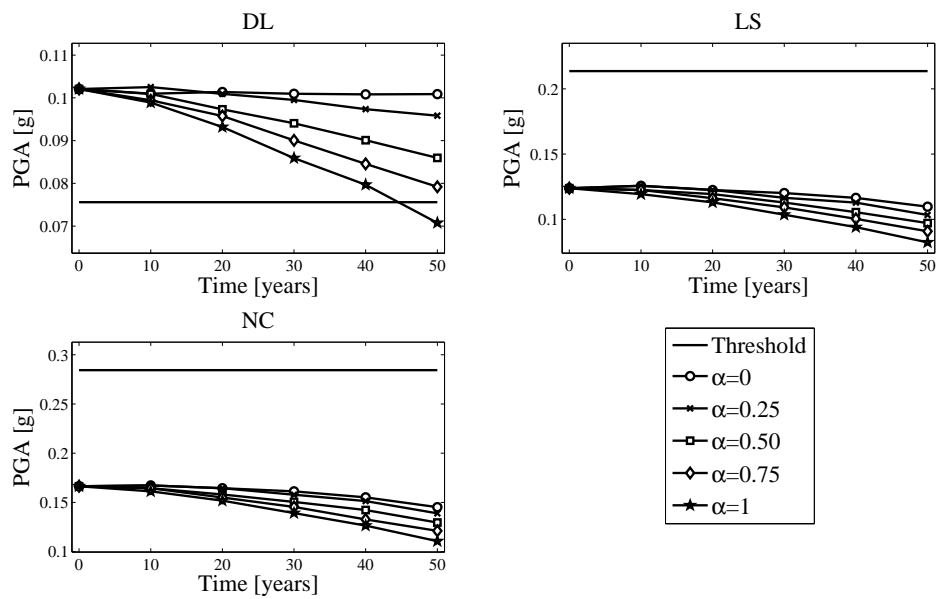 DL
0.11
0.1
0.09
0.08
0.07
PGA [g]
0 10 20 30 40 50
Time [years]
LS
0.2
0.15
0.1
PGA [g]
0 10 20 30 40 50
Time [years]
NC
0.3
0.25
0.2
0.15
0.1
PGA [g]
0 10 20 30 40 50
Time [years]
Threshold
α=0
α=0.25
α=0.50
α=0.75
α=1